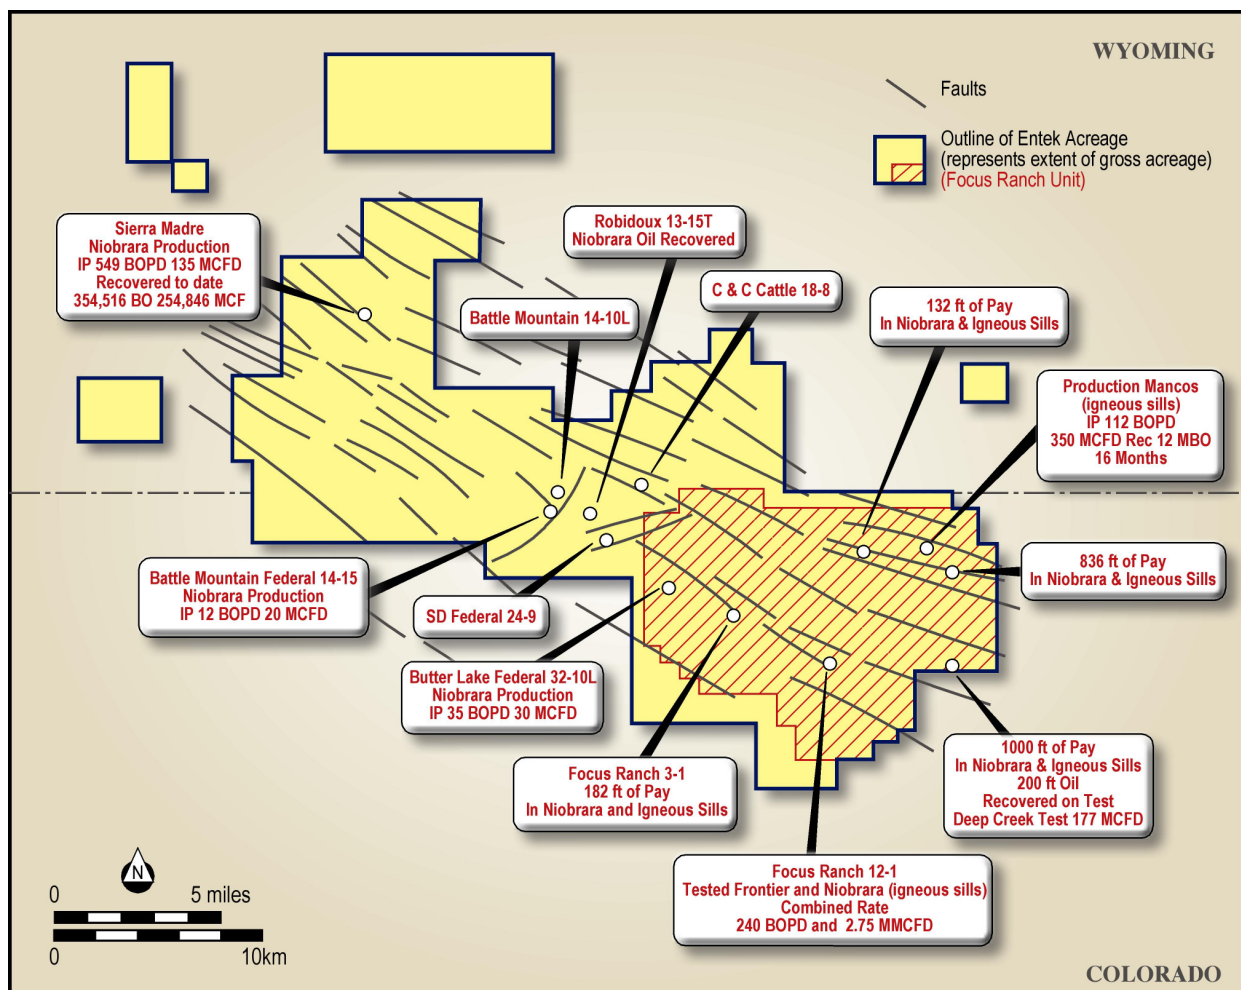 WYOMING
Faults
Outline of Entek Acreage
(represents extent of gross acreage)
(Focus Ranch Unit)
Sierra Madre
Niobrara Production
IP 549 BOPD 135 MCFD
Recovered to date
354,516 BO 254,846 MCF
Robidoux 13-15T
Niobrara Oil Recovered
C & C Cattle 18-8
Battle Mountain 14-10L
132 ft of Pay
In Niobrara & Igneous Sills
Production Mancos
(igneous sills)
IP 112 BOPD
350 MCFD Rec 12 MBO
16 Months
836 ft of Pay
In Niobrara & Igneous Sills
Battle Mountain Federal 14-15
Niobrara Production
IP 12 BOPD 20 MCFD
SD Federal 24-9
Butter Lake Federal 32-10L
Niobrara Production
IP 35 BOPD 30 MCFD
Focus Ranch 3-1
182 ft of Pay
In Niobrara and Igneous Sills
1000 ft of Pay
In Niobrara & Igneous Sills
200 ft Oil
Recovered on Test
Deep Creek Test 177 MCFD
Focus Ranch 12-1
Tested Frontier and Niobrara (igneous sills)
Combined Rate
240 BOPD and 2.75 MMCFD
N
0 5 miles
0 10km
COLORADO